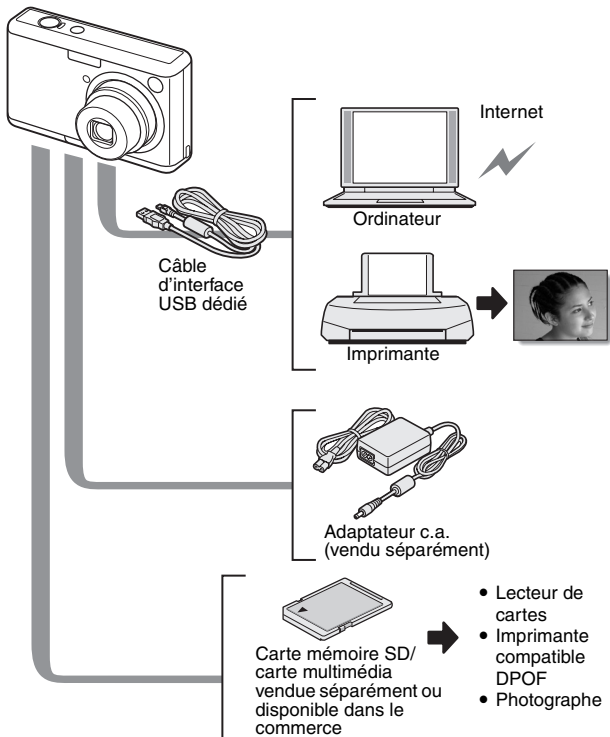 Internet
Ordinateur
Câble
d'interface
USB dédié
Imprimante
Adaptateur c.a.
(vendu séparément)
Carte mémoire SD/
carte multimédia
vendue séparément ou
disponible dans le
commerce
• Lecteur de
cartes
• Imprimante
compatible
DPOF
• Photographe